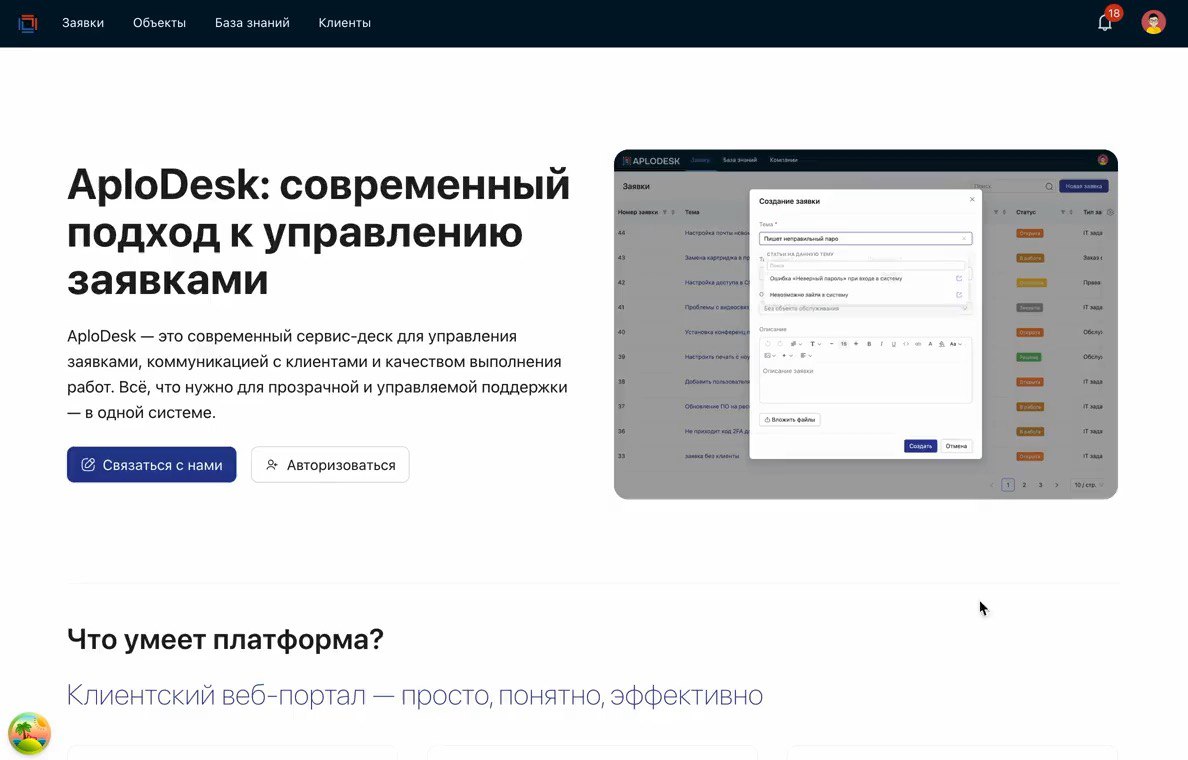 Заявки Объекты База знаний Клиенты 18
AploDesk: современный
подход к управлению
заявками
AploDesk — это современный сервис-деск для управления
заявками, коммуникацией с клиентами и качеством выполнения
работ. Всё, что нужно для прозрачной и управляемой поддержки
— в одной системе.
Связаться с нами Авторизоваться
APLODESK Заявки База знаний Компании
Заявки Поиск Новая заявка
Номер заявки Тема Статус Тип за
44 Настройка почты новы Открыта IT зада
43 Замена картриджа в пр В работе Заказ
42 Настройка доступа в C Права
41 Проблемы с видеосвяз Закрыта IT зада
40 Установка конференц Открыта Обслу
39 Настроить печать с ноу Решена Обслу
38 Добавить пользователя Открыта IT зада
37 Обновление ПО на рас В работе IT зада
36 Не приходит код 2FA д В работе IT зада
33 заявка без клиенты Открыта IT зада
1 2 3 10 / стр.
Создание заявки
Тема *
Пишет неправильный паро
СТАТЬИ НА ДАННУЮ ТЕМУ
Поиск
Ошибка «Неверный пароль» при входе в систему
Невозможно зайти в систему
Без объекта обслуживания
Описание
T 16 B I U A Aa
Описание заявки
Вложить файлы
Создать Отмена
Что умеет платформа?
Клиентский веб-портал — просто, понятно, эффективно